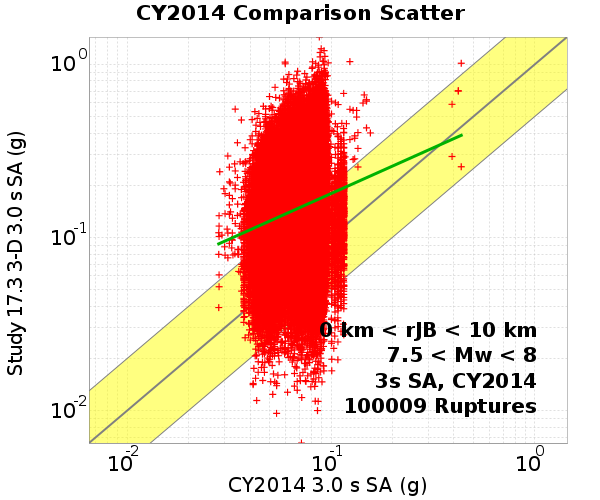 CY2014 Comparison Scatter
Study 17.3 3-D 3.0 s SA (g)
10⁰
10⁻¹
10⁻²
0 km < rJB < 10 km
7.5 < Mw < 8
3s SA, CY2014
100009 Ruptures
10⁻² 10⁻¹ 10⁰
CY2014 3.0 s SA (g)